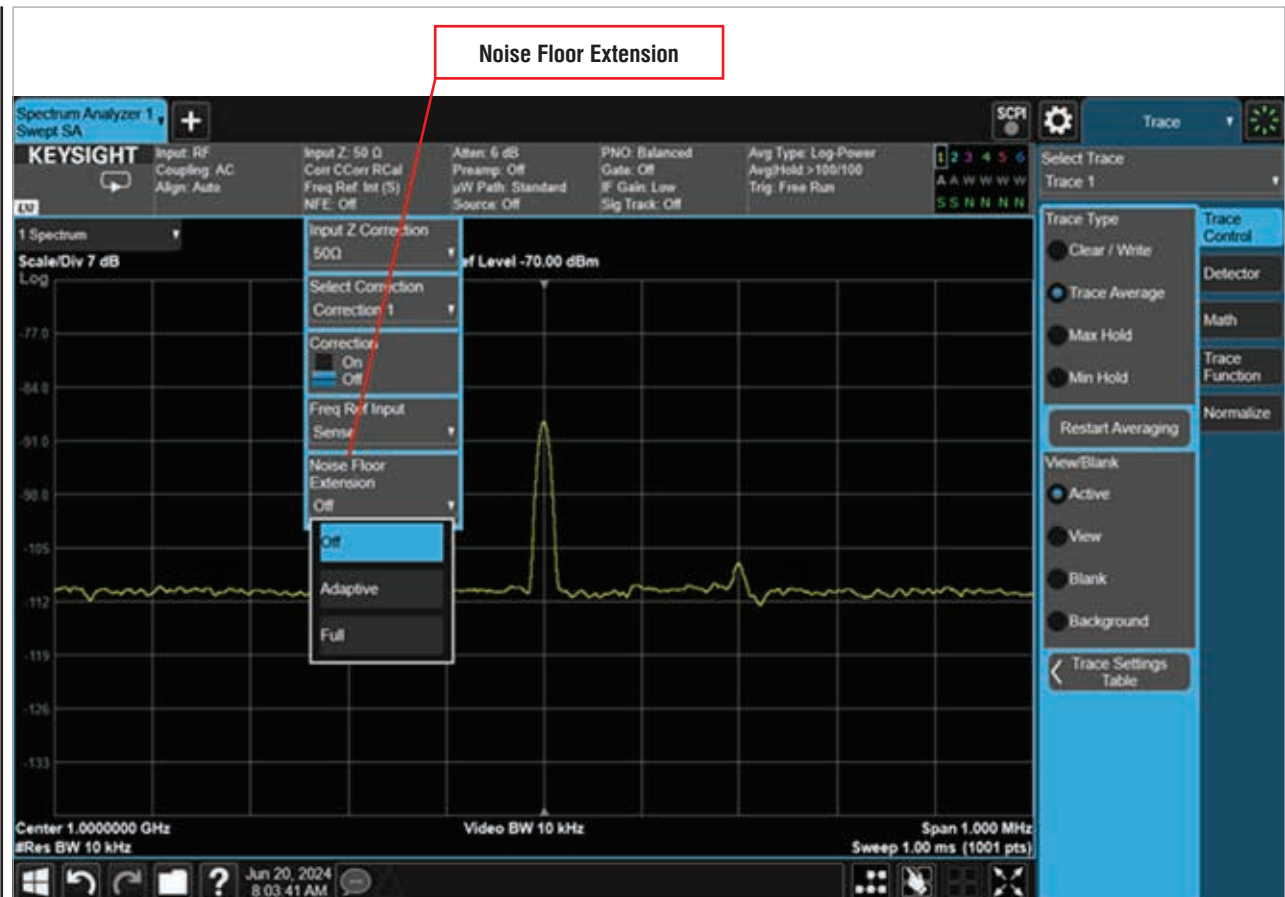 Noise Floor Extension
Spectrum Analyzer 1
Swept SA
+
SCPI
Trace
KEYSIGHT
Input: RF
Coupling: AC
Align: Auto
Input Z: 50 Ω
Corr CCorr RCal
Freq Ref: Int (S)
NFE: Off
Atten: 6 dB
Preamp: Off
µW Path: Standard
Source: Off
PNO: Balanced
Gate: Off
IF Gain: Low
Sig Track: Off
Avg Type: Log-Power
Avg|Hold: >100/100
Trig: Free Run
1 2 3 4 5 6
A A W W W W
S S N N N N
Select Trace
Trace 1
1 Spectrum
Scale/Div 7 dB
Log
Input Z Correction
50Ω
ef Level -70.00 dBm
Select Correction
Correction 1
Correction
On
Off
Freq Ref Input
Sense
Noise Floor
Extension
Off
Off
Adaptive
Full
-77.0
-84.0
-91.0
-98.0
-105
-112
-119
-126
-133
Center 1.0000000 GHz
#Res BW 10 kHz
Video BW 10 kHz
Span 1.000 MHz
Sweep 1.00 ms (1001 pts)
Trace Type
Clear / Write
Trace Average
Max Hold
Min Hold
Restart Averaging
View/Blank
Active
View
Blank
Background
Trace Settings
Table
Trace
Control
Detector
Math
Trace
Function
Normalize
?
Jun 20, 2024
8:03:41 AM